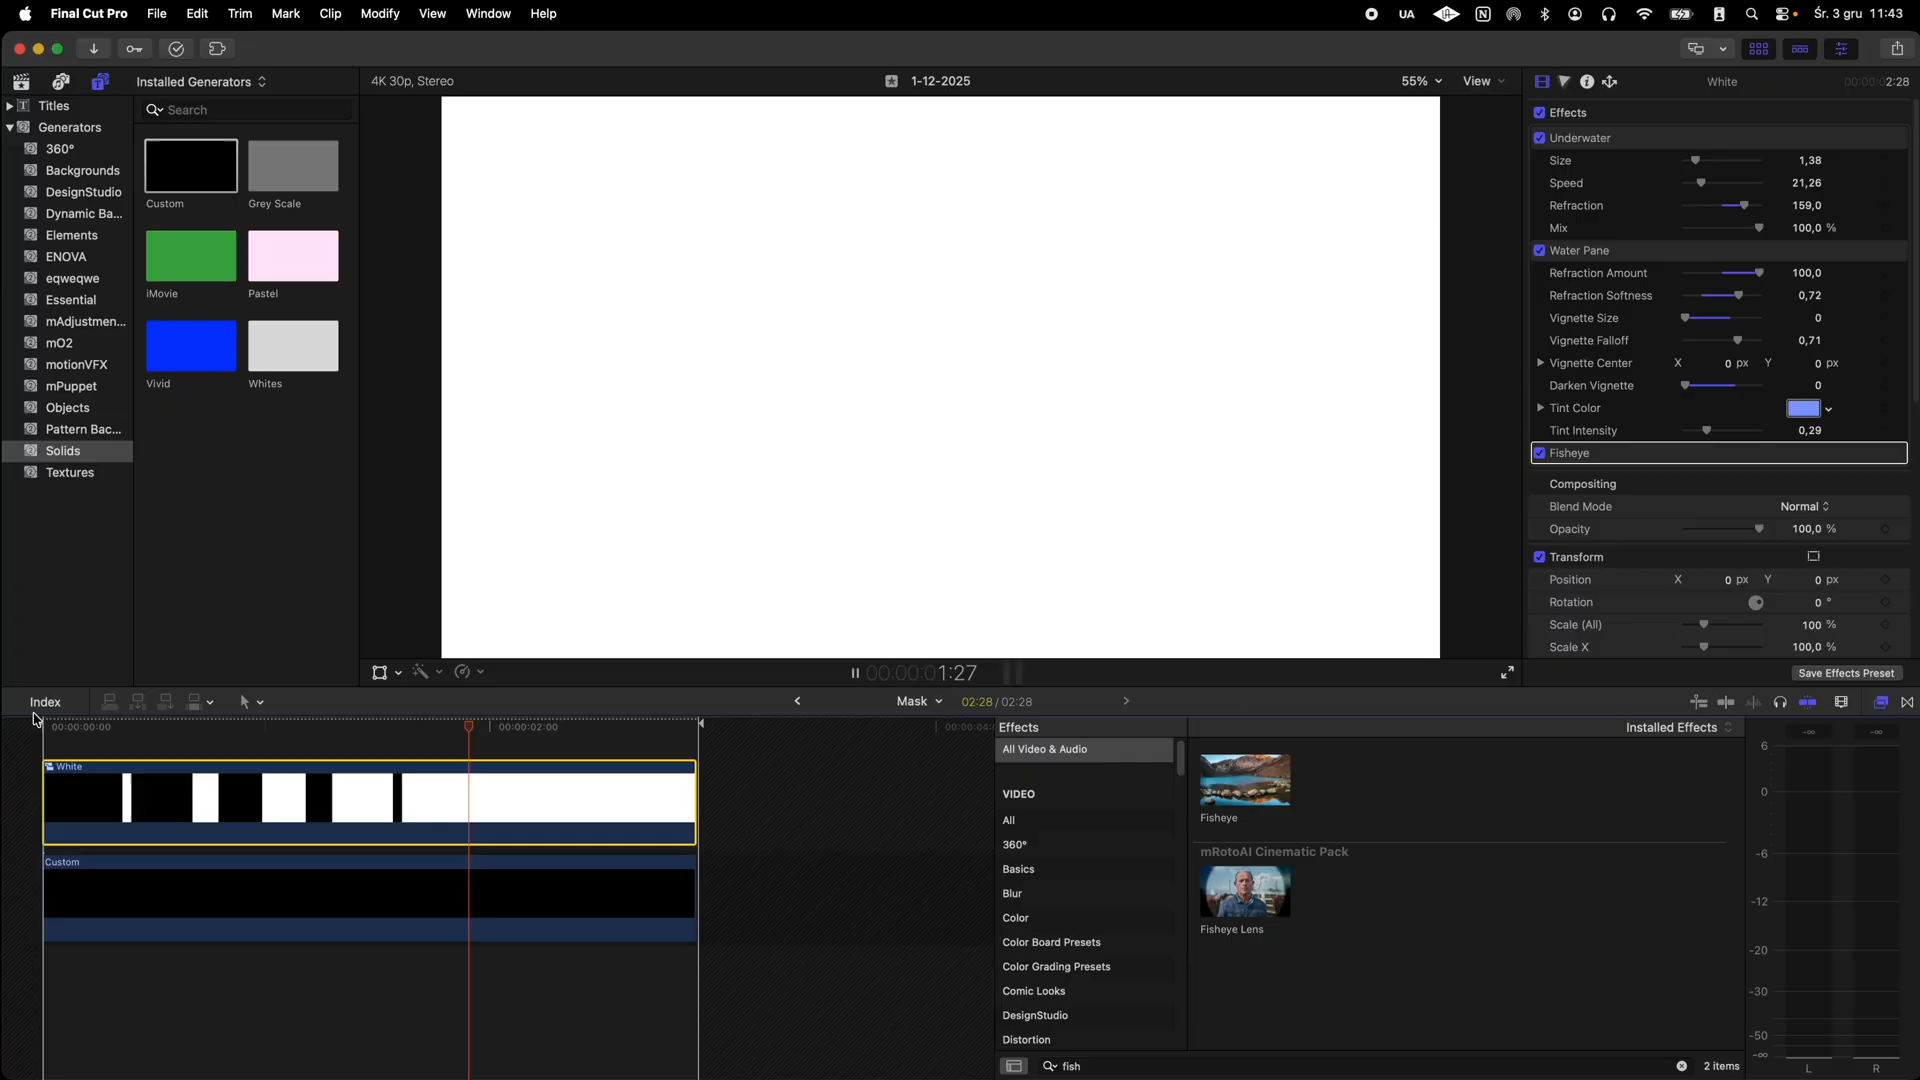 Final Cut Pro File Edit Trim Mark Clip Modify View Window Help UA Śr. 3 gru 11:43
Installed Generators 4K 30p, Stereo 1-12-2025 55% View White 00:00:02:28
Titles
Search
Generators
360°
Backgrounds
DesignStudio
Dynamic Ba...
Elements
ENOVA
eqweqwe
Essential
mAdjustmen...
mO2
motionVFX
mPuppet
Objects
Pattern Bac...
Solids
Textures
Custom Grey Scale
iMovie Pastel
Vivid Whites
Effects
Underwater
Size 1,38
Speed 21,26
Refraction 159,0
Mix 100,0 %
Water Pane
Refraction Amount 100,0
Refraction Softness 0,72
Vignette Size 0
Vignette Falloff 0,71
Vignette Center X 0 px Y 0 px
Darken Vignette 0
Tint Color
Tint Intensity 0,29
Fisheye
Compositing
Blend Mode Normal
Opacity 100,0 %
Transform
Position X 0 px Y 0 px
Rotation 0 °
Scale (All) 100 %
Scale X 100,0 %
00:00:01:27
Save Effects Preset
Index Mask 02:28 / 02:28
00:00:00:00 00:00:02:00 00:00:04:
White
Custom
Effects Installed Effects
All Video & Audio
VIDEO
All
360°
Basics
Blur
Color
Color Board Presets
Color Grading Presets
Comic Looks
DesignStudio
Distortion
Fisheye
mRotoAI Cinematic Pack
Fisheye Lens
fish 2 items
-∞ -∞
6
0
-6
-12
-20
-30
-50
-∞
L R